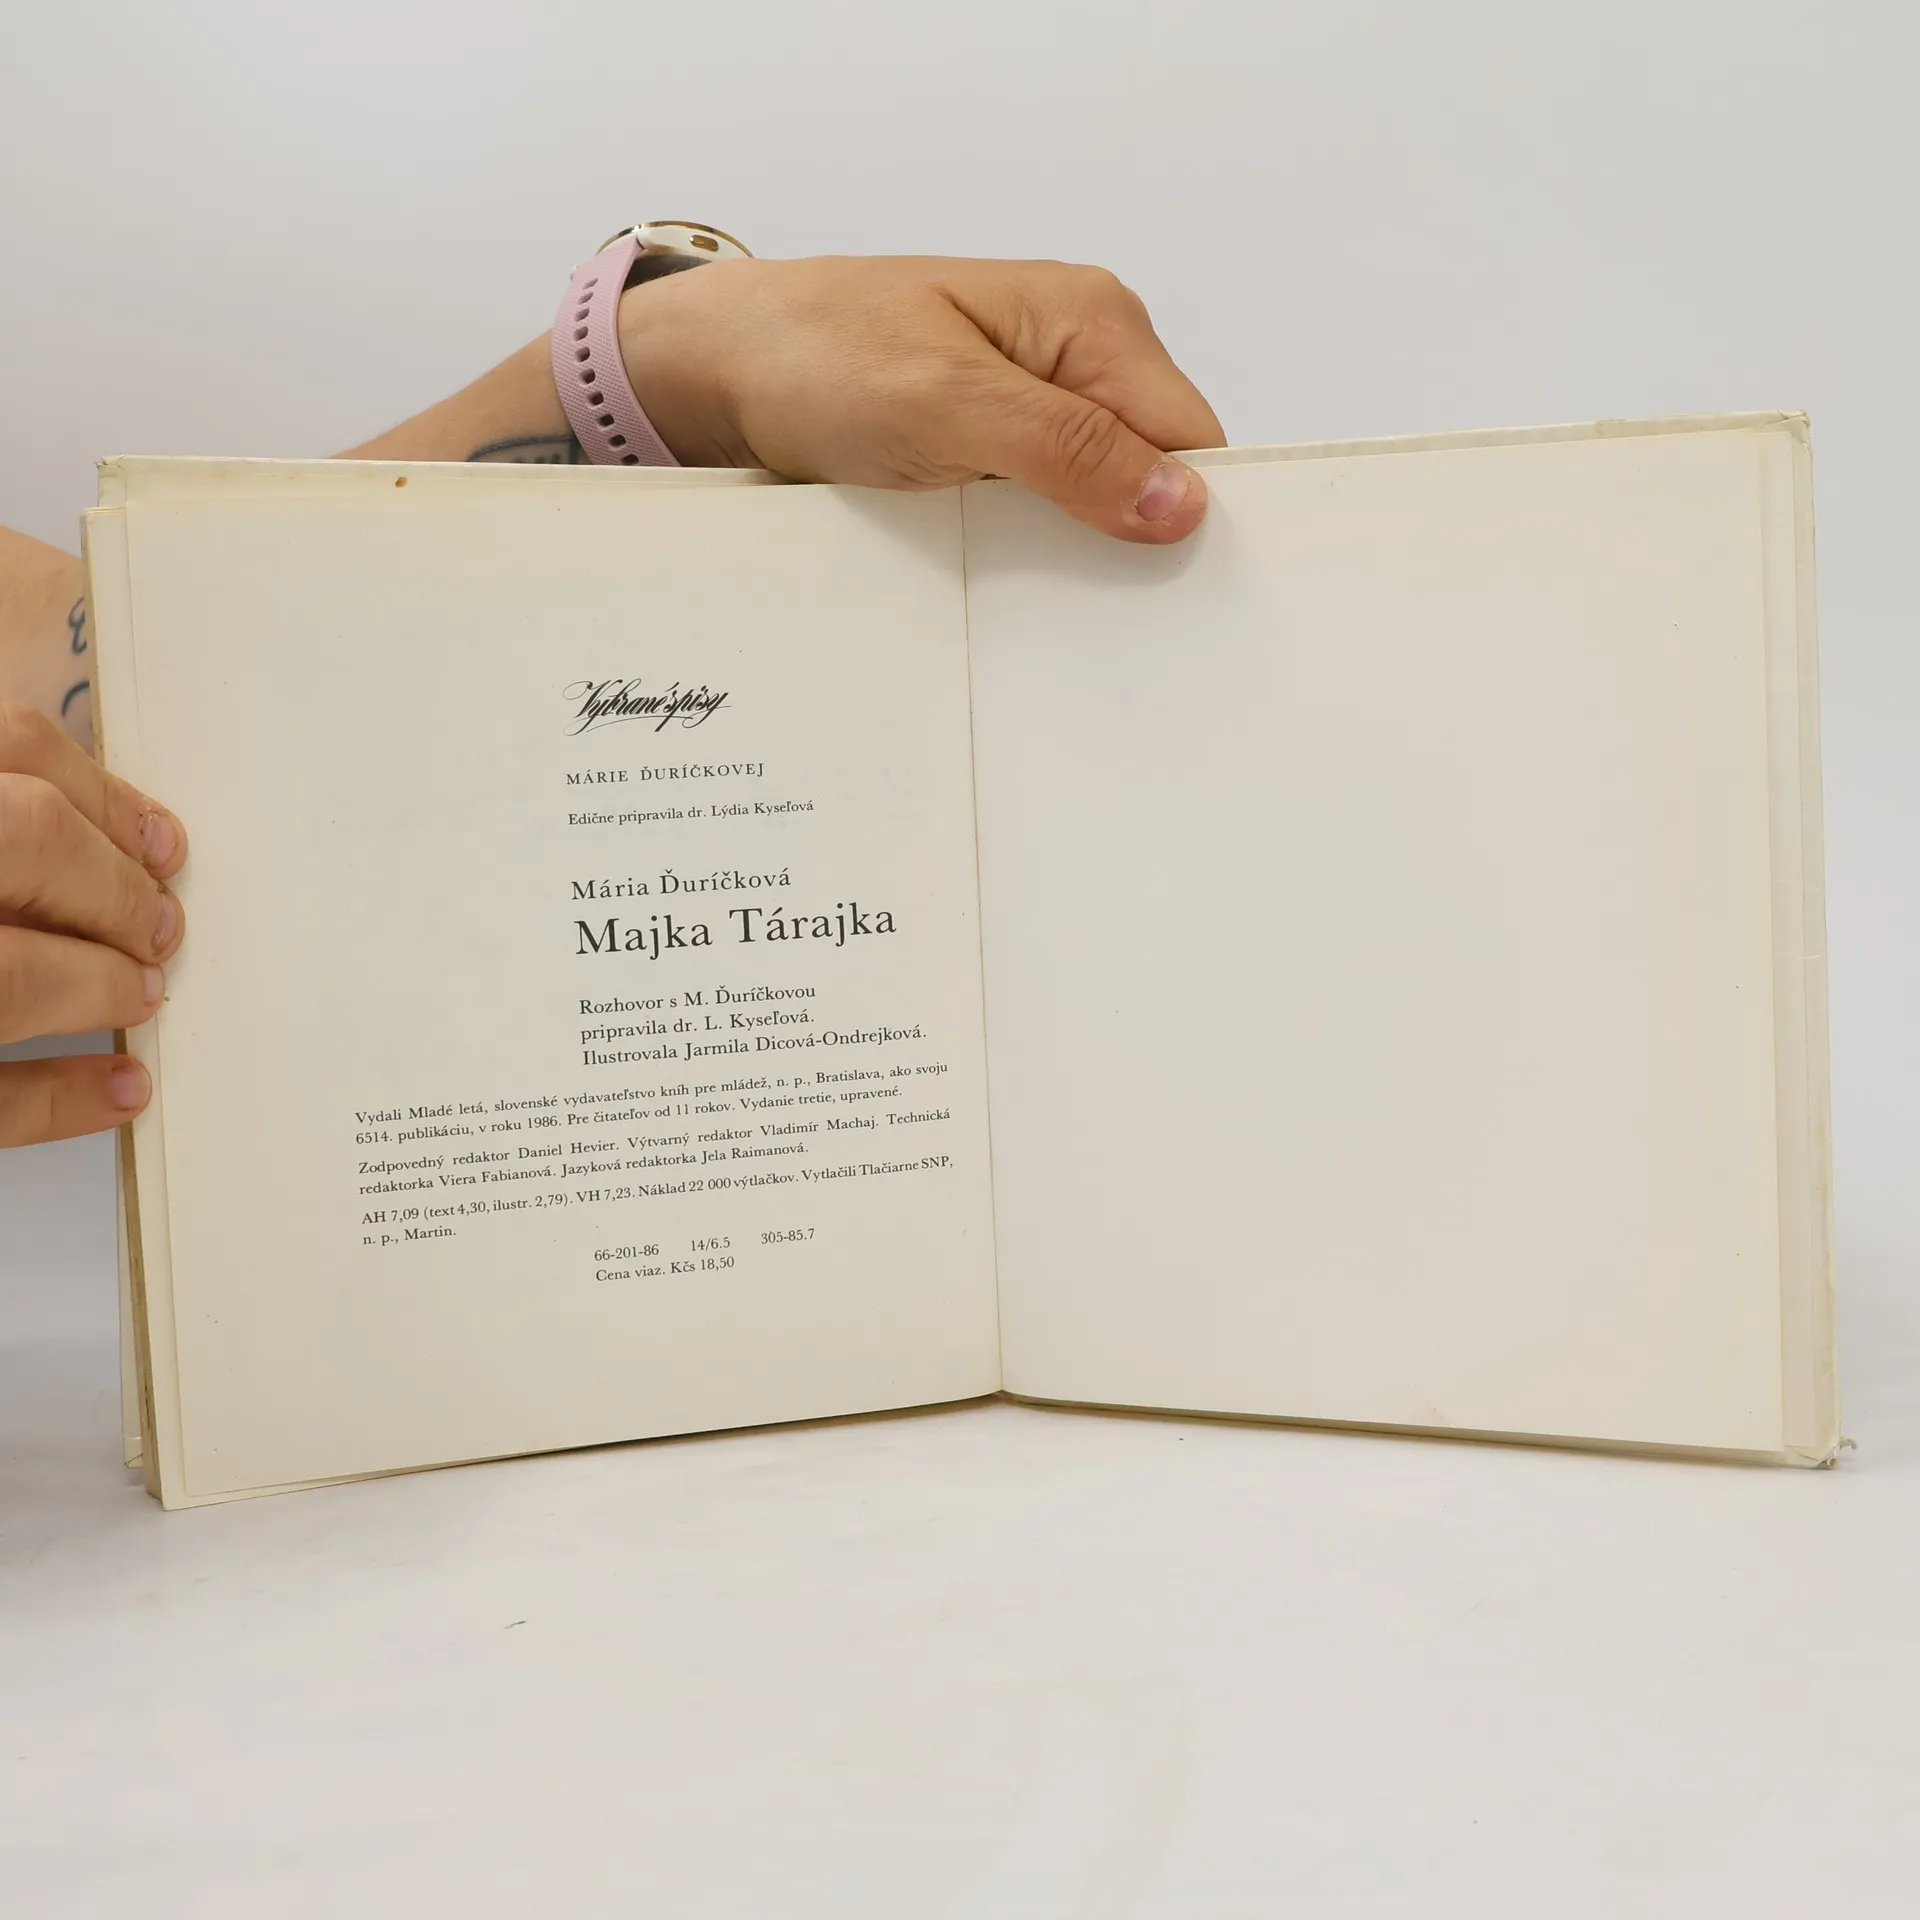 Vybrané spisy
MÁRIE ĎURÍČKOVEJ
Edične pripravila dr. Lýdia Kyseľová
Mária Ďuríčková
Majka Tárajka
Rozhovor s M. Ďuríčkovou
pripravila dr. L. Kyseľová.
Ilustrovala Jarmila Dicová-Ondrejková.
Vydali Mladé letá, slovenské vydavateľstvo kníh pre mládež, n. p., Bratislava, ako svoju
6514. publikáciu, v roku 1986. Pre čitateľov od 11 rokov. Vydanie tretie, upravené.
Zodpovedný redaktor Daniel Hevier. Výtvarný redaktor Vladimír Machaj. Technická
redaktorka Viera Fabianová. Jazyková redaktorka Jela Raimanová.
AH 7,09 (text 4,30, ilustr. 2,79). VH 7,23. Náklad 22 000 výtlačkov. Vytlačili Tlačiarne SNP,
n. p., Martin.
66-201-86 14/6.5 305-85.7
Cena viaz. Kčs 18,50